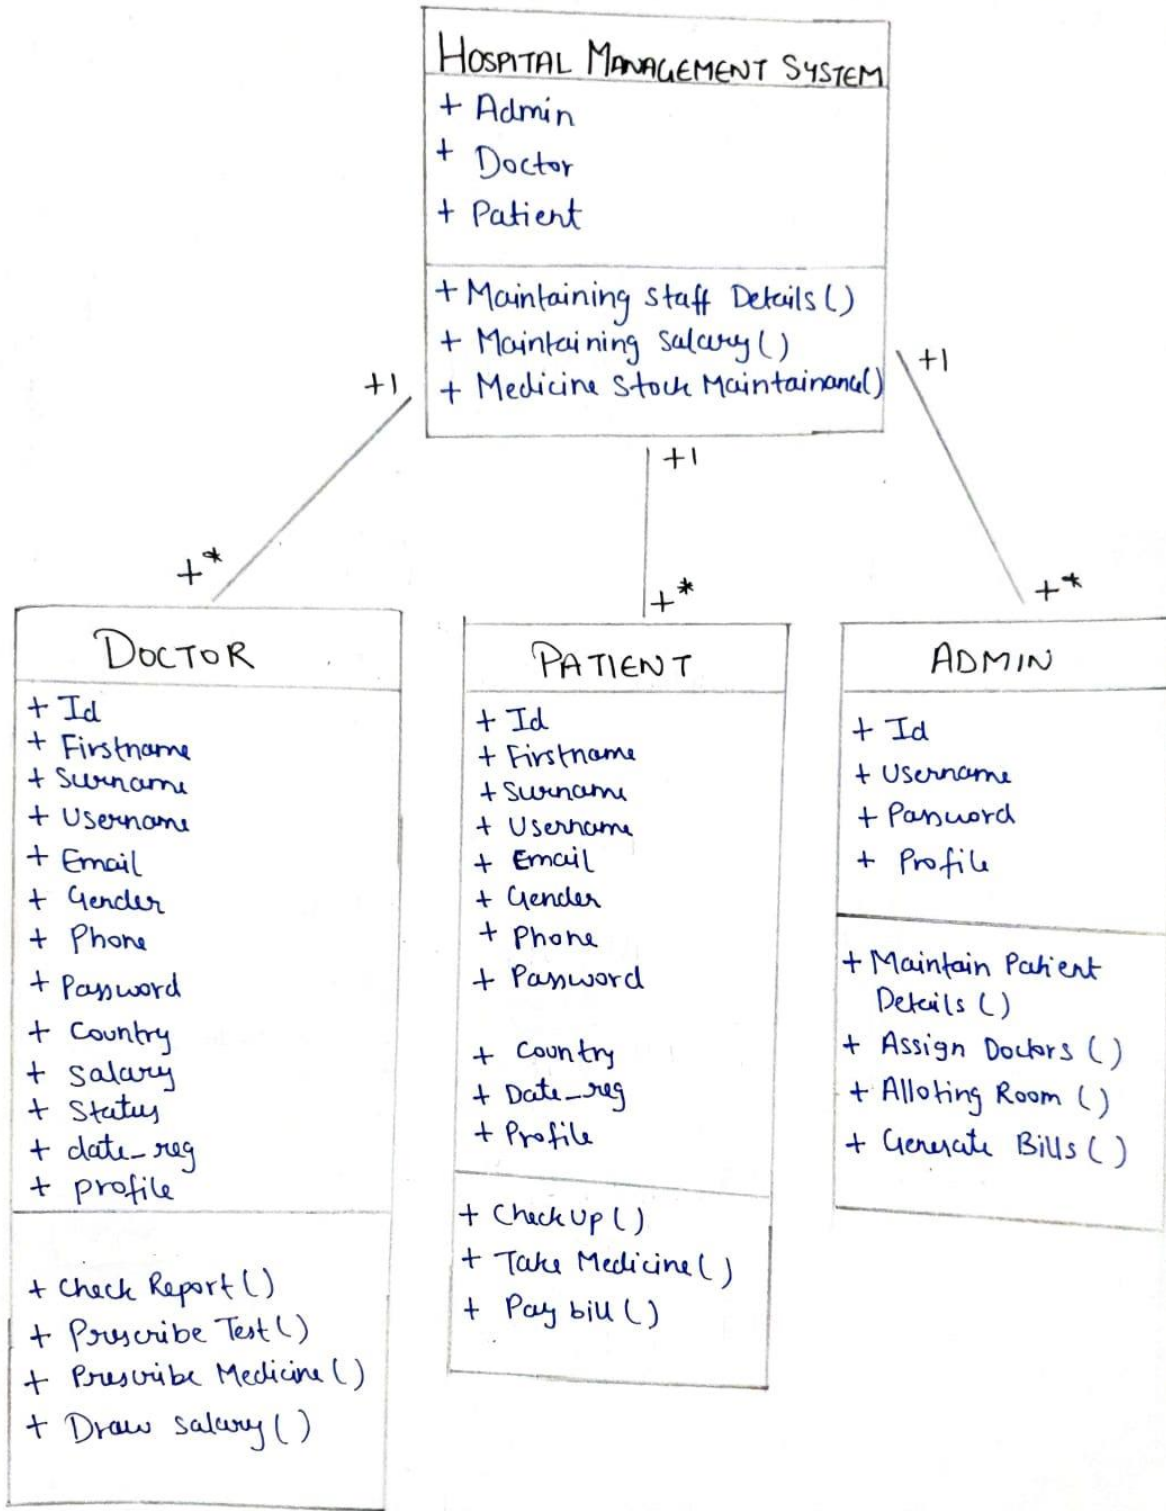 HOSPITAL MANAGEMENT SYSTEM
+ Admin
+ Doctor
+ Patient
+ Maintaining Staff Details()
+ Maintaining Salary()
+ Medicine Stock Maintainance()
+1
+1
+1
+*
+*
+*
DOCTOR
+ Id
+ Firstname
+ Surname
+ Username
+ Email
+ Gender
+ Phone
+ Password
+ Country
+ Salary
+ Status
+ date_reg
+ profile
+ Check Report()
+ Prescribe Test()
+ Prescribe Medicine()
+ Draw Salary()
PATIENT
+ Id
+ Firstname
+ Surname
+ Username
+ Email
+ Gender
+ Phone
+ Password
+ Country
+ Date_reg
+ Profile
+ Check Up()
+ Take Medicine()
+ Pay bill()
ADMIN
+ Id
+ Username
+ Password
+ Profile
+ Maintain Patient
Details()
+ Assign Doctors()
+ Alloting Room()
+ Generate Bills()